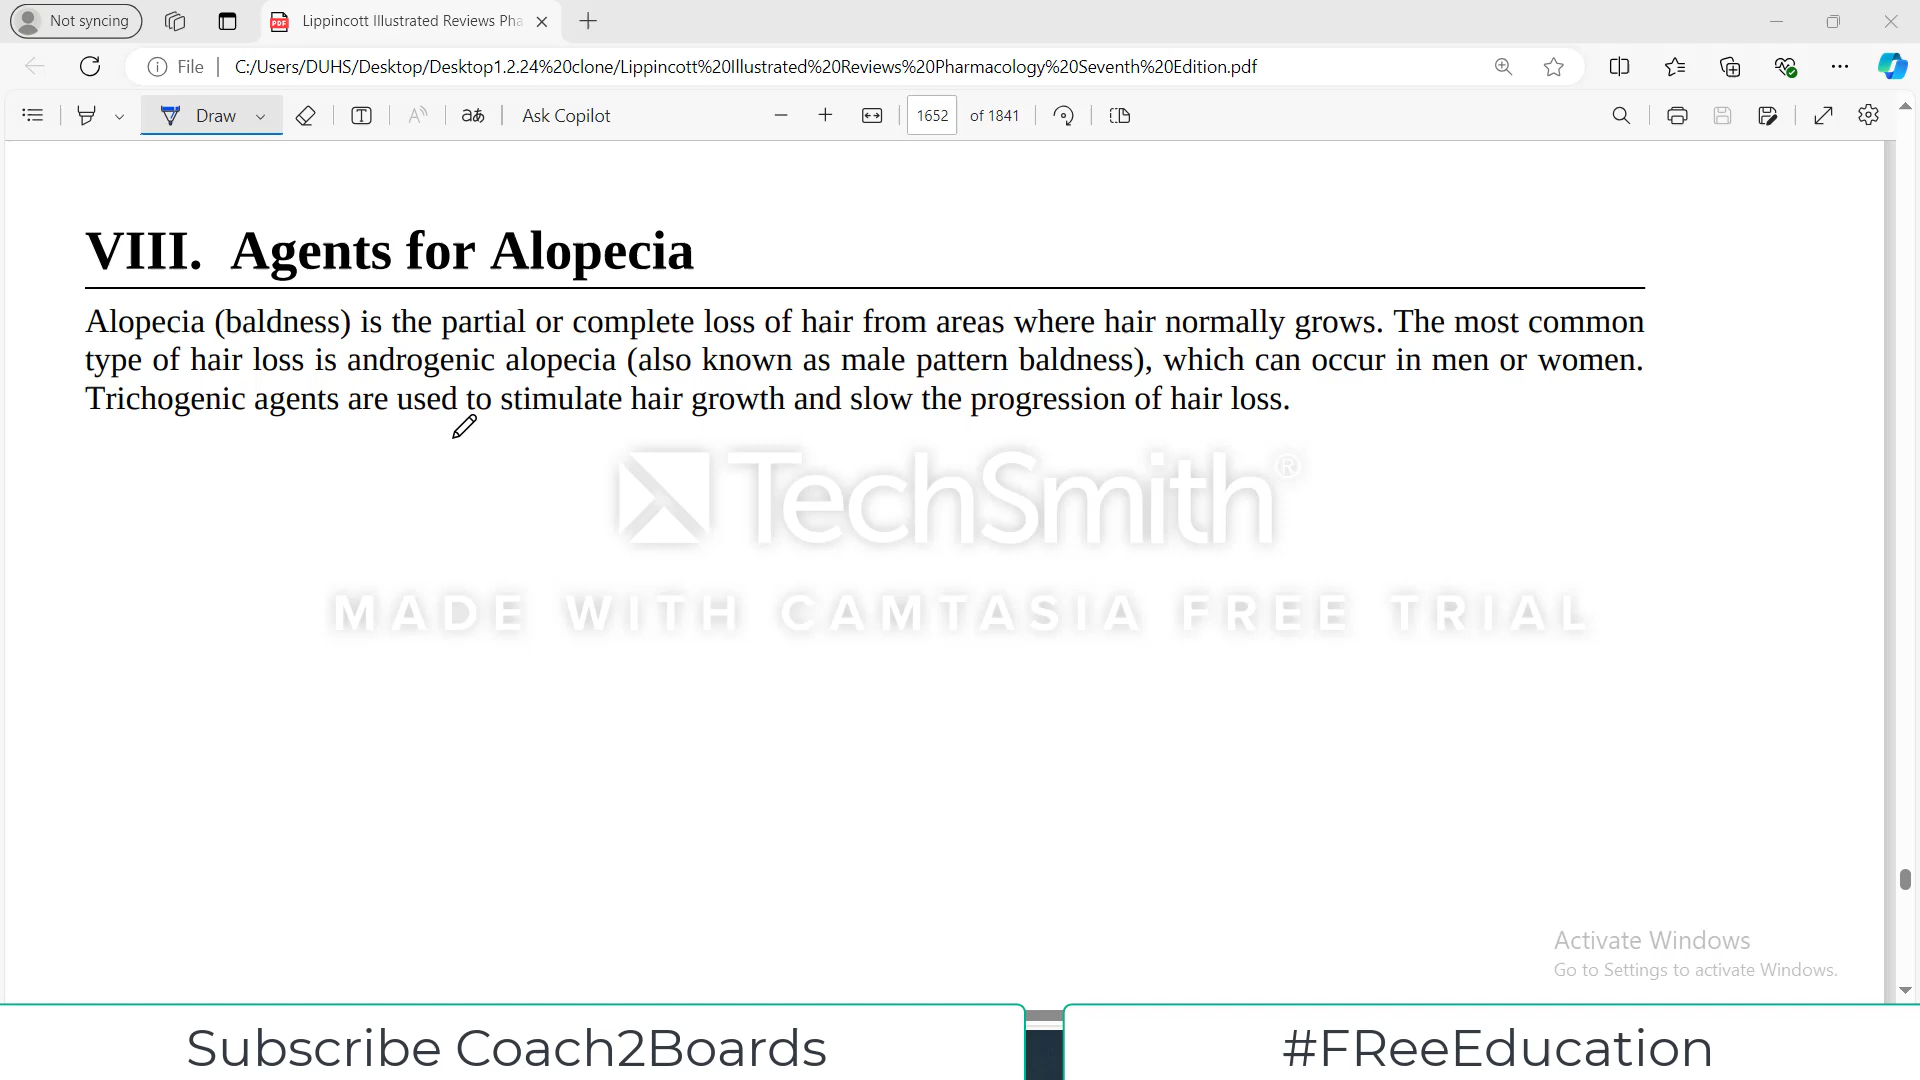 Not syncing
Lippincott Illustrated Reviews Pha
File
C:/Users/DUHS/Desktop/Desktop1.2.24%20clone/Lippincott%20Illustrated%20Reviews%20Pharmacology%20Seventh%20Edition.pdf
Draw
aあ
Ask Copilot
1652 of 1841
VIII. Agents for Alopecia
Alopecia (baldness) is the partial or complete loss of hair from areas where hair normally grows. The most common
type of hair loss is androgenic alopecia (also known as male pattern baldness), which can occur in men or women.
Trichogenic agents are used to stimulate hair growth and slow the progression of hair loss.
TechSmith®
MADE WITH CAMTASIA FREE TRIAL
Activate Windows
Go to Settings to activate Windows.
Subscribe Coach2Boards
#FReeEducation